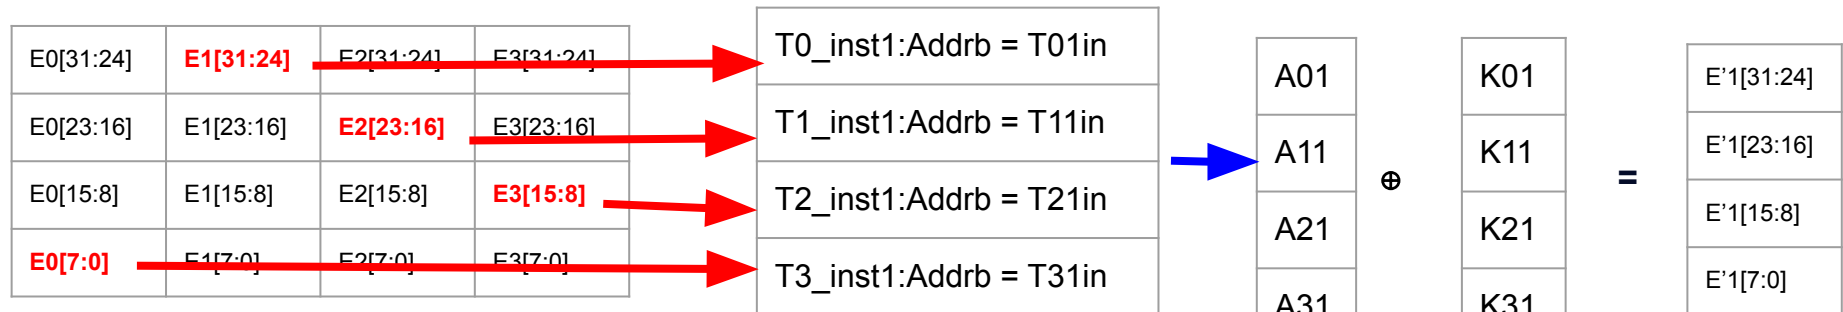 E0[31:24] E1[31:24] E2[31:24] E3[31:24]
E0[23:16] E1[23:16] E2[23:16] E3[23:16]
E0[15:8] E1[15:8] E2[15:8] E3[15:8]
E0[7:0] E1[7:0] E2[7:0] E3[7:0]
T0_inst1:Addrb = T01in
T1_inst1:Addrb = T11in
T2_inst1:Addrb = T21in
T3_inst1:Addrb = T31in
A01
A11
A21
A31
⊕
K01
K11
K21
K31
=
E'1[31:24]
E'1[23:16]
E'1[15:8]
E'1[7:0]